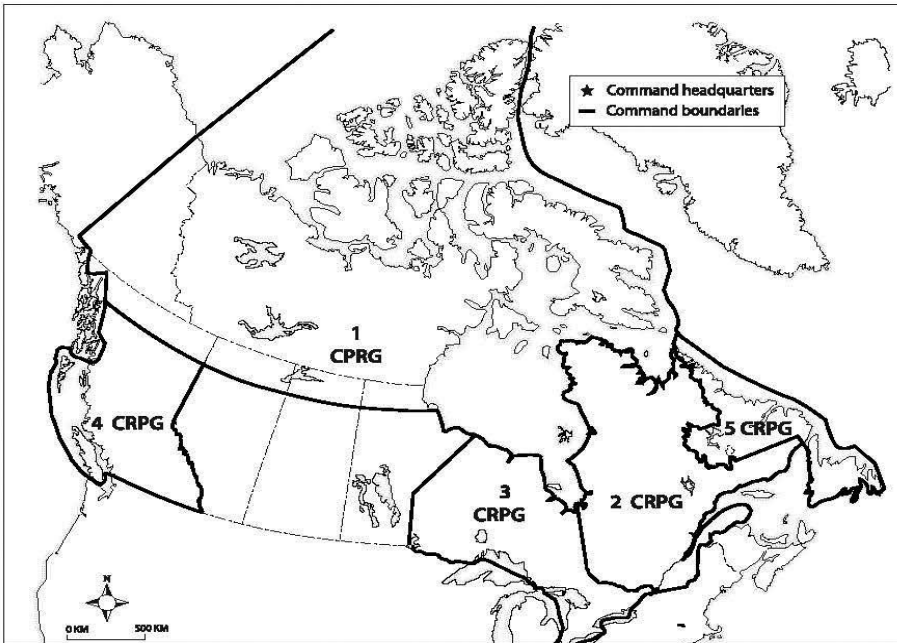 Command headquarters
Command boundaries
1
CPRG
4 CRPG
3
CRPG
2 CRPG
5 CRPG
N
0 KM 500 KM